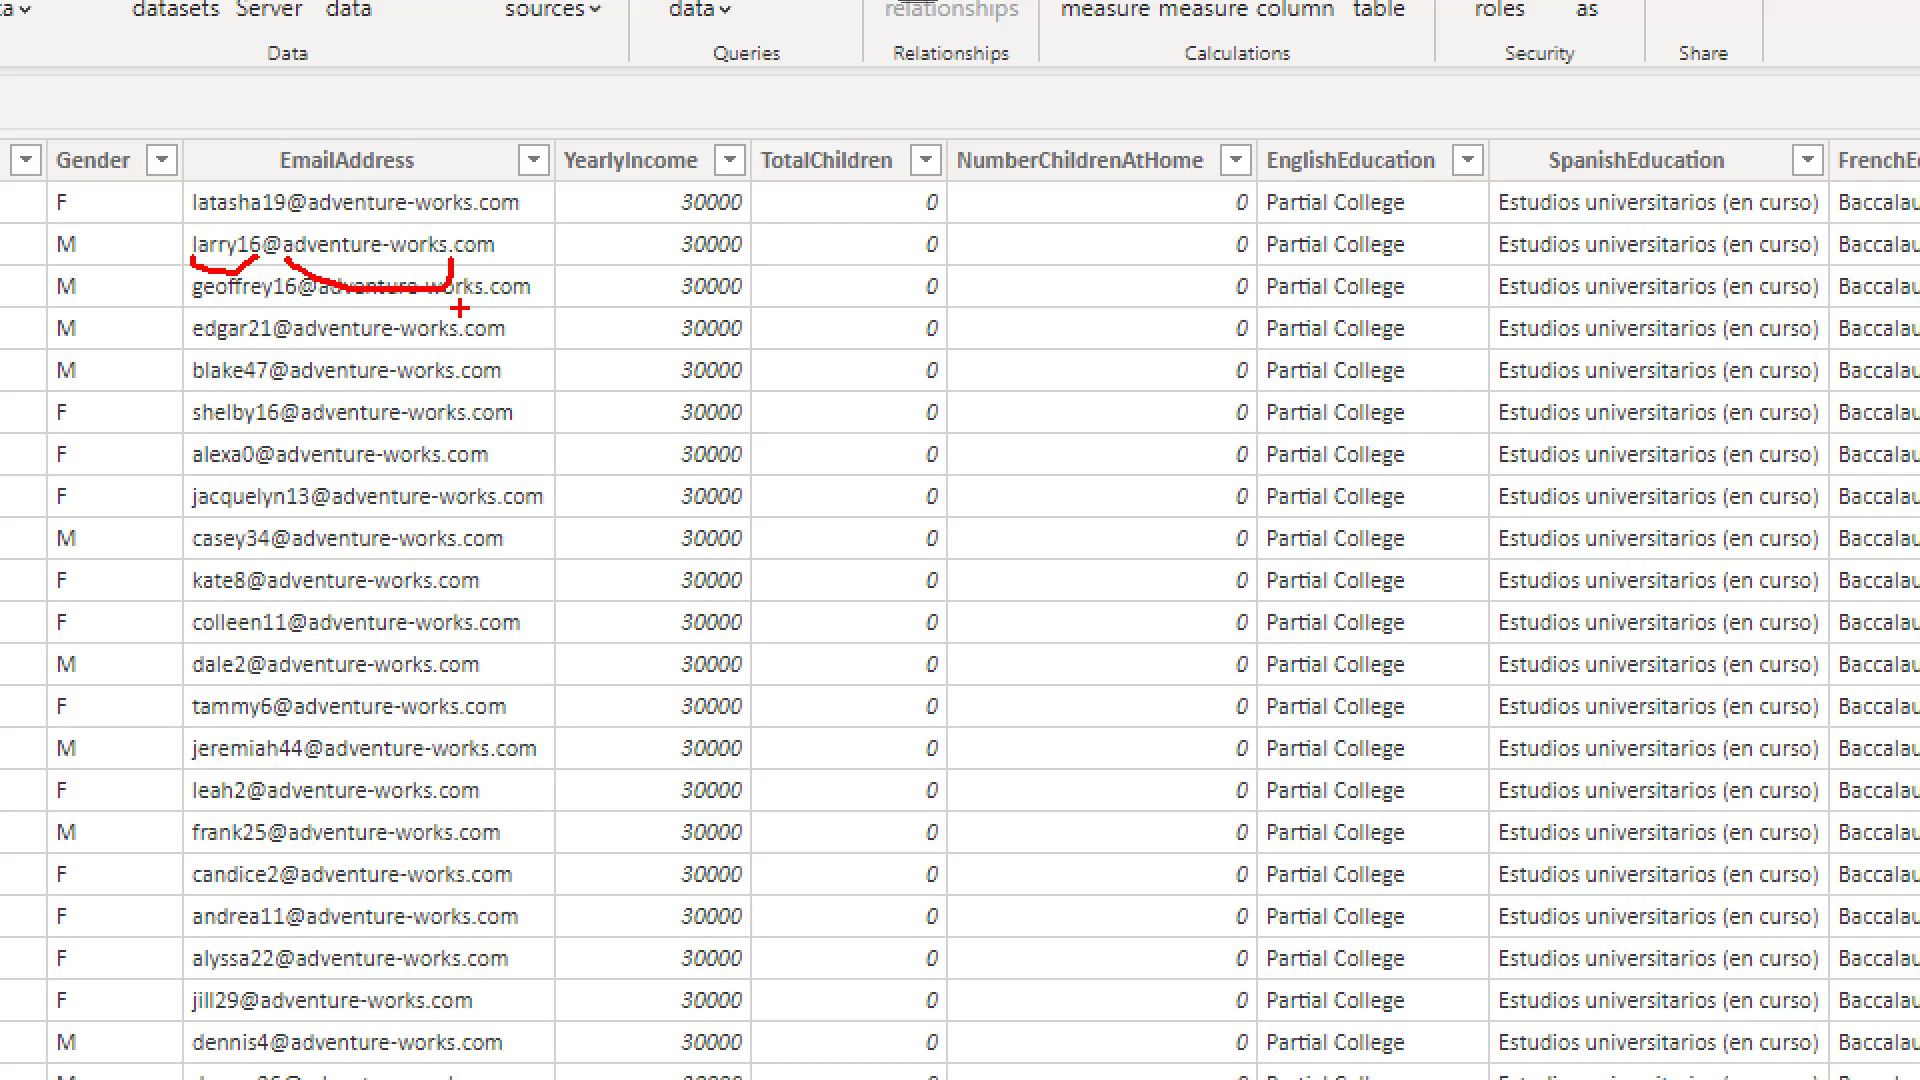 datasets Server data sources data relationships measure measure column table roles as
Data Queries Relationships Calculations Security Share
Gender EmailAddress YearlyIncome TotalChildren NumberChildrenAtHome EnglishEducation SpanishEducation
F latasha19@adventure-works.com 30000 0 0 Partial College Estudios universitarios (en curso)
M larry16@adventure-works.com 30000 0 0 Partial College Estudios universitarios (en curso)
M geoffrey16@adventure-works.com 30000 0 0 Partial College Estudios universitarios (en curso)
M edgar21@adventure-works.com 30000 0 0 Partial College Estudios universitarios (en curso)
M blake47@adventure-works.com 30000 0 0 Partial College Estudios universitarios (en curso)
F shelby16@adventure-works.com 30000 0 0 Partial College Estudios universitarios (en curso)
F alexa0@adventure-works.com 30000 0 0 Partial College Estudios universitarios (en curso)
F jacquelyn13@adventure-works.com 30000 0 0 Partial College Estudios universitarios (en curso)
M casey34@adventure-works.com 30000 0 0 Partial College Estudios universitarios (en curso)
F kate8@adventure-works.com 30000 0 0 Partial College Estudios universitarios (en curso)
F colleen11@adventure-works.com 30000 0 0 Partial College Estudios universitarios (en curso)
M dale2@adventure-works.com 30000 0 0 Partial College Estudios universitarios (en curso)
F tammy6@adventure-works.com 30000 0 0 Partial College Estudios universitarios (en curso)
M jeremiah44@adventure-works.com 30000 0 0 Partial College Estudios universitarios (en curso)
F leah2@adventure-works.com 30000 0 0 Partial College Estudios universitarios (en curso)
M frank25@adventure-works.com 30000 0 0 Partial College Estudios universitarios (en curso)
F candice2@adventure-works.com 30000 0 0 Partial College Estudios universitarios (en curso)
F andrea11@adventure-works.com 30000 0 0 Partial College Estudios universitarios (en curso)
F alyssa22@adventure-works.com 30000 0 0 Partial College Estudios universitarios (en curso)
F jill29@adventure-works.com 30000 0 0 Partial College Estudios universitarios (en curso)
M dennis4@adventure-works.com 30000 0 0 Partial College Estudios universitarios (en curso)